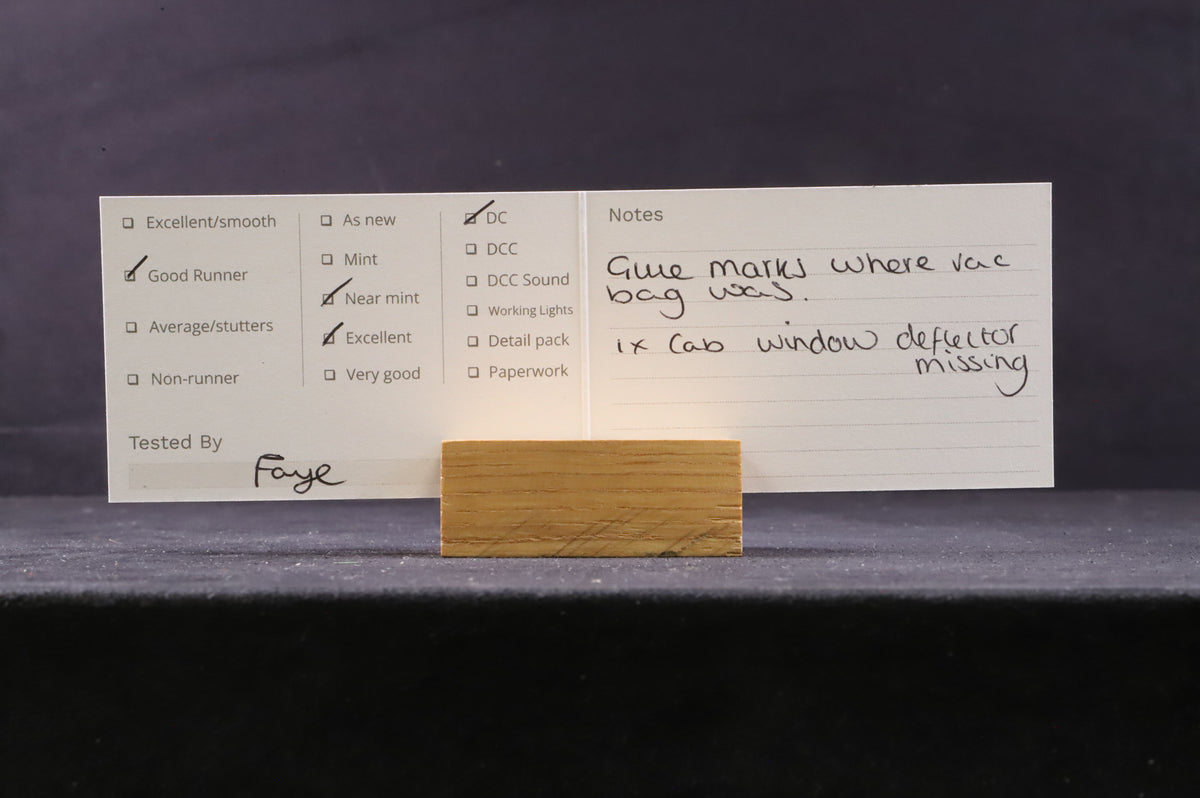 Excellent/smooth
Good Runner
Average/stutters
Non-runner
As new
Mint
Near mint
Excellent
Very good
DC
DCC
DCC Sound
Working Lights
Detail pack
Paperwork
Tested By
Faye
Notes
Glue marks where vac
bag was.
1x Cab window deflector
missing